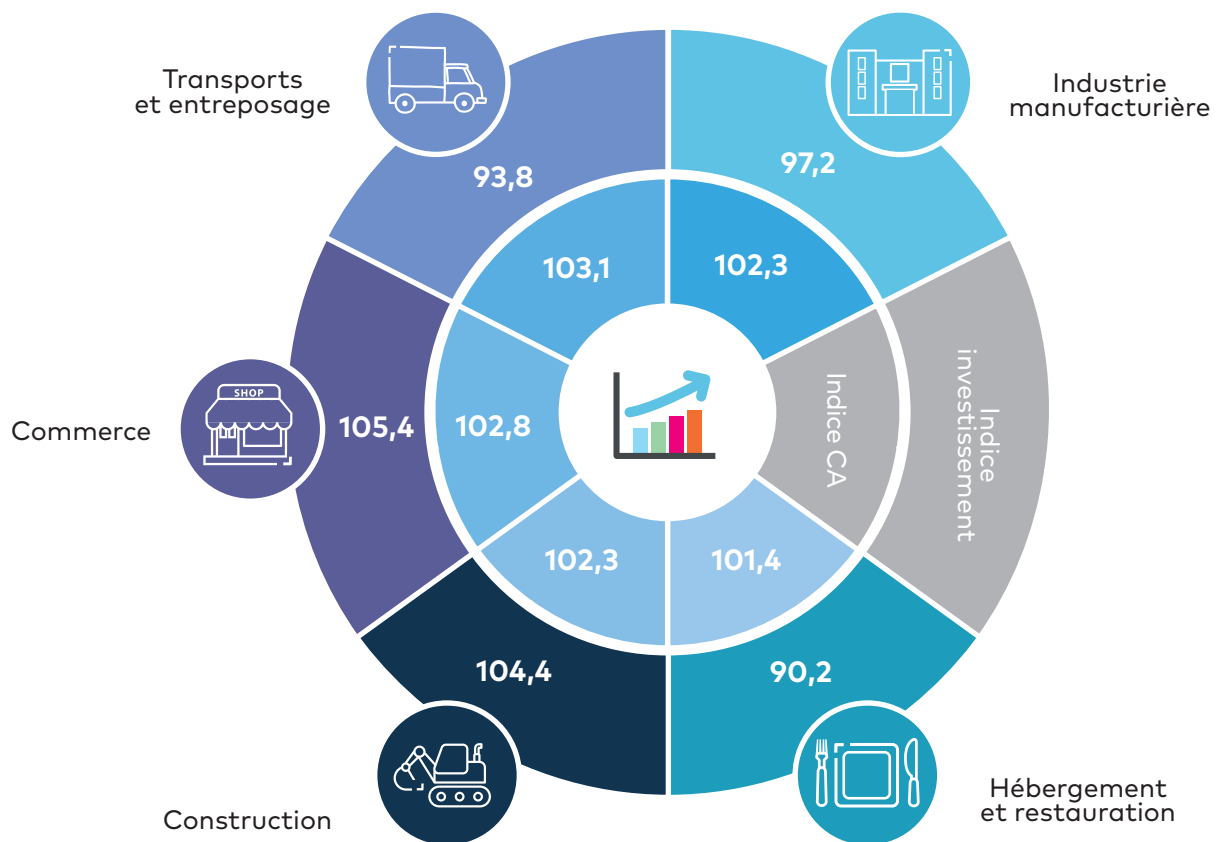 Transports
et entreposage
Industrie
manufacturière
93,8
97,2
103,1
102,3
Commerce
SHOP
105,4
102,8
Indice CA
Indice
investissement
102,3
101,4
104,4
90,2
Construction
Hébergement
et restauration